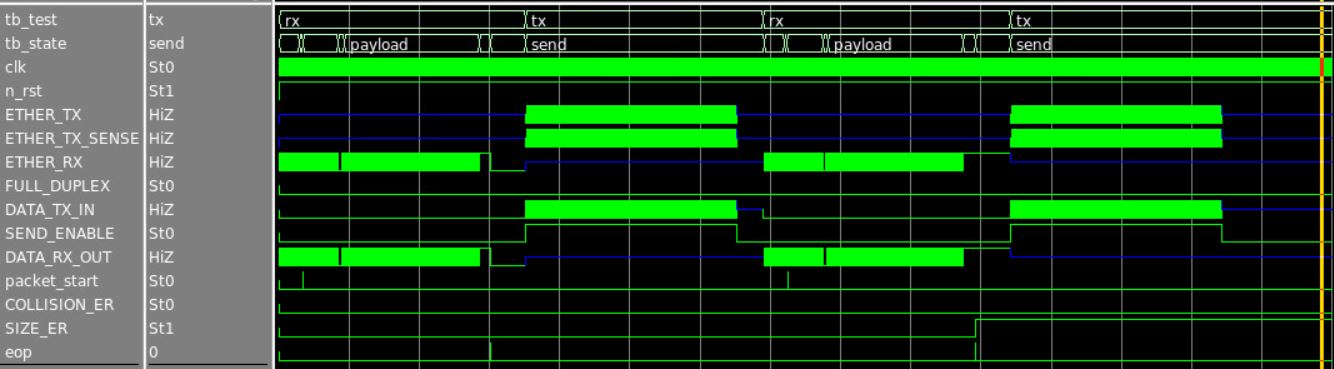 tb_test tx rx tx rx tx
tb_state send payload send payload send
clk St0
n_rst St1
ETHER_TX HiZ
ETHER_TX_SENSE HiZ
ETHER_RX HiZ
FULL_DUPLEX St0
DATA_TX_IN HiZ
SEND_ENABLE St0
DATA_RX_OUT HiZ
packet_start St0
COLLISION_ER St0
SIZE_ER St1
eop 0